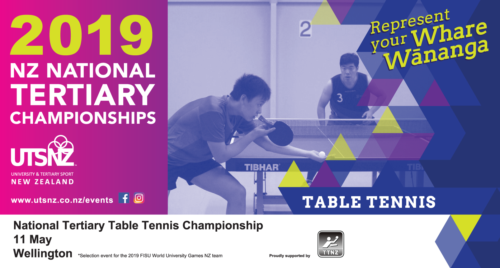 2019
NZ NATIONAL
TERTIARY
CHAMPIONSHIPS
UTSNZ
UNIVERSITY & TERTIARY SPORT
NEW ZEALAND
www.utsnz.co.nz/events
2
3
TIBHAR
Represent
your Whare
Wānanga
TABLE TENNIS
National Tertiary Table Tennis Championship
11 May
Wellington
*Selection event for the 2019 FISU World University Games NZ team
Proudly supported by
TTNZ